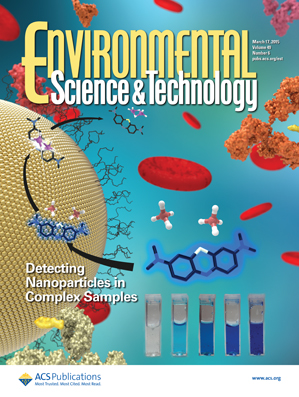 ENVIRONMENTAL
Science & Technology
March 17, 2015
Volume 49
Number 6
pubs.acs.org/est
Detecting
Nanoparticles in
Complex Samples
ACS Publications
Most Trusted. Most Cited. Most Read.
www.acs.org